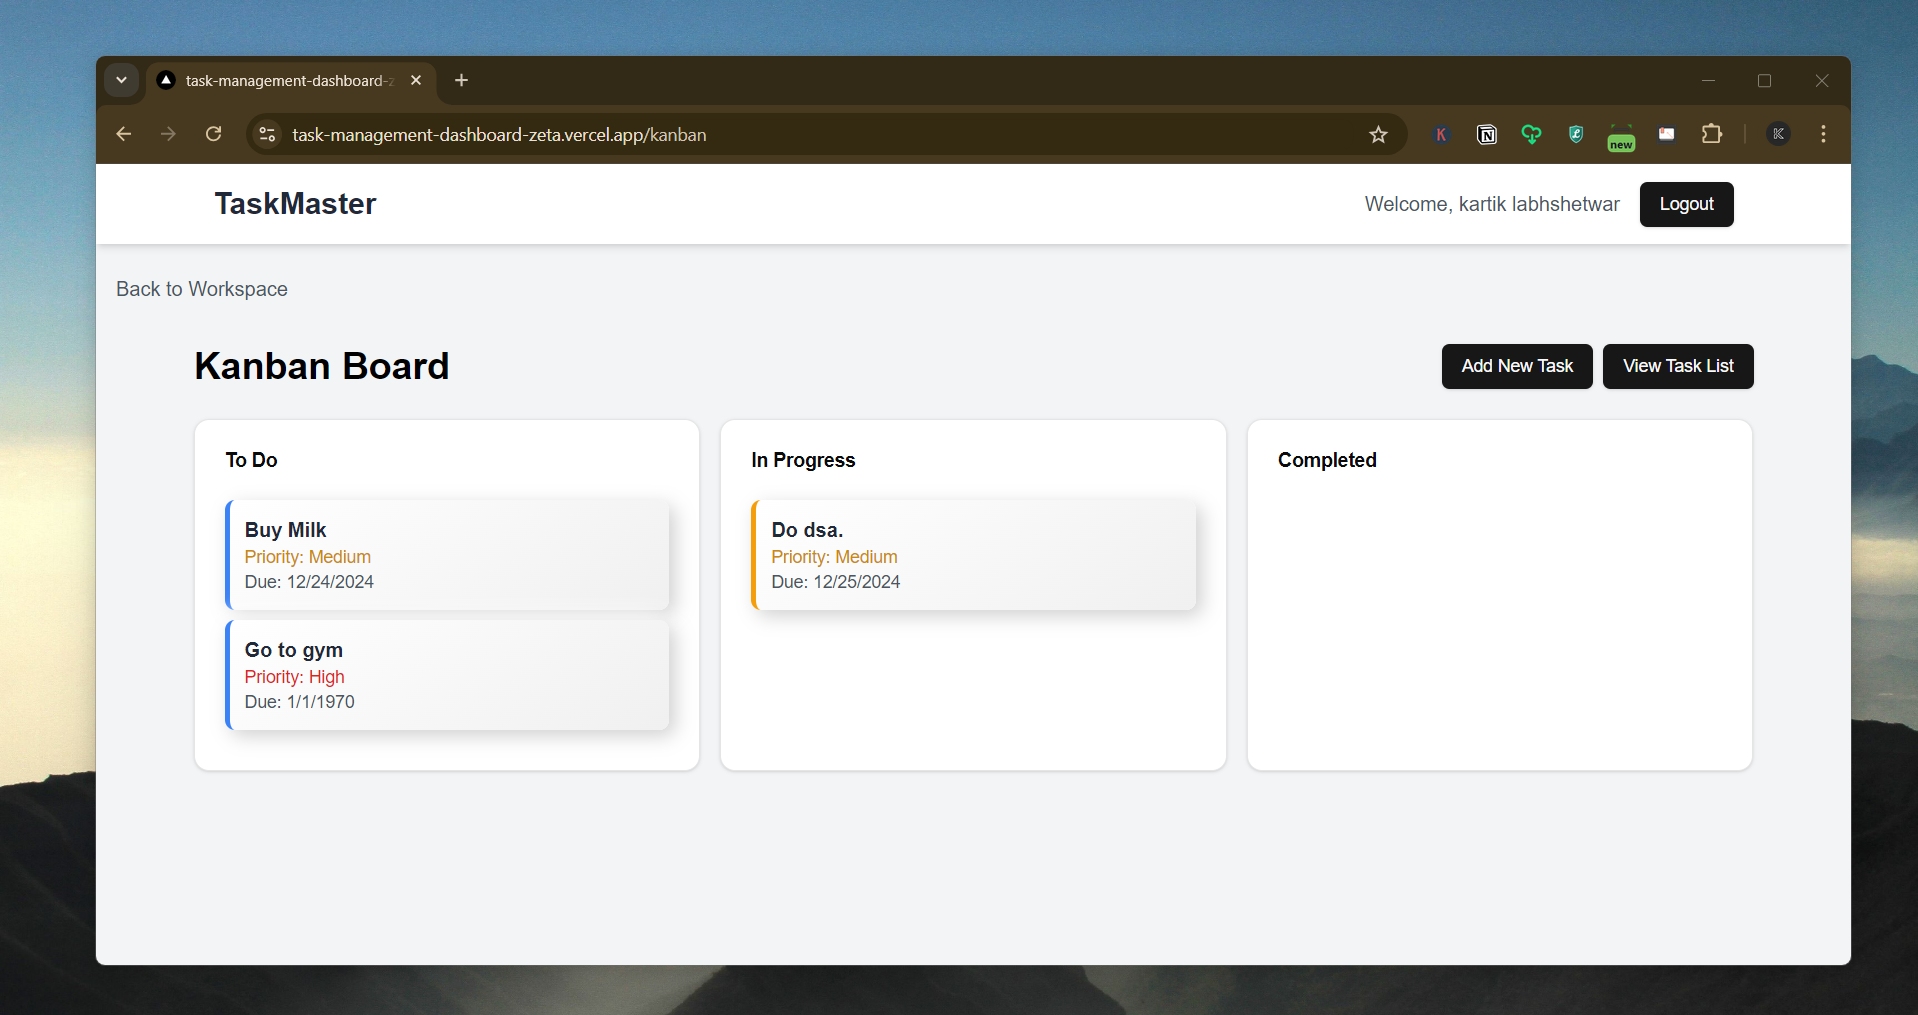 task-management-dashboard-z
task-management-dashboard-zeta.vercel.app/kanban
K
N
new
K
TaskMaster
Welcome, kartik labhshetwar
Logout
Back to Workspace
Kanban Board
Add New Task
View Task List
To Do
Buy Milk
Priority: Medium
Due: 12/24/2024
Go to gym
Priority: High
Due: 1/1/1970
In Progress
Do dsa.
Priority: Medium
Due: 12/25/2024
Completed